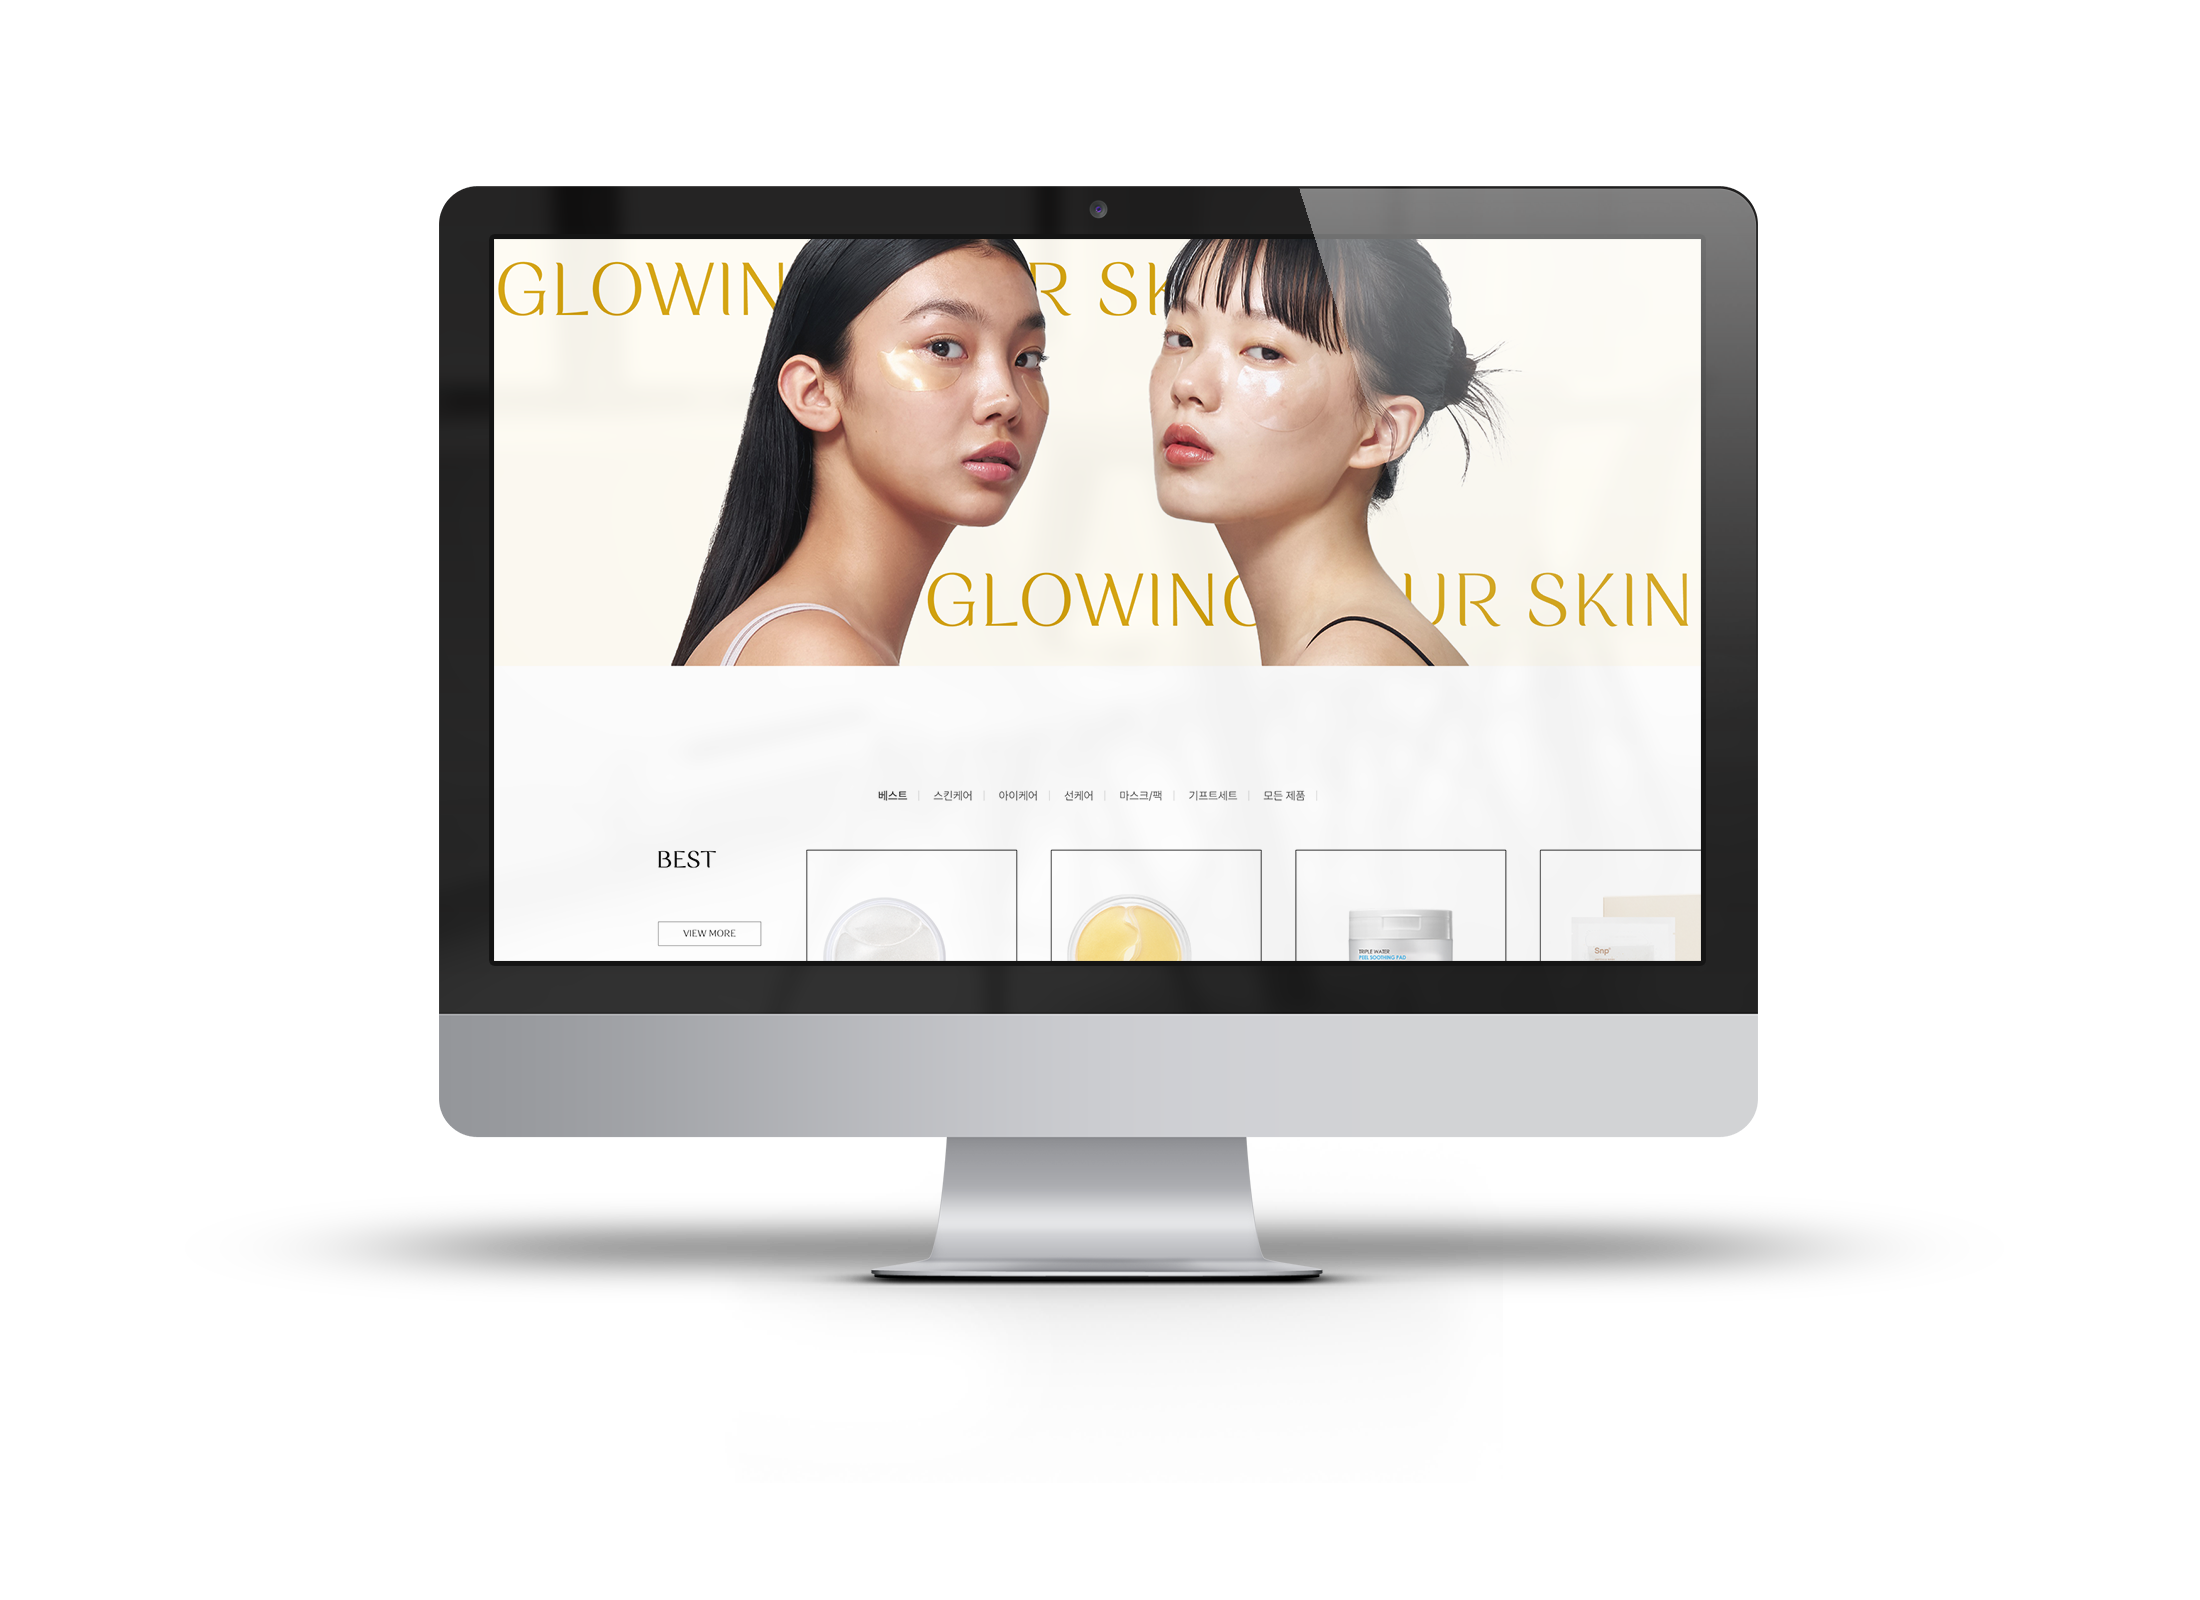 GLOWIN R SK
GLOWING UR SKIN
베스트 | 스킨케어 | 아이케어 | 선케어 | 마스크/팩 | 기프트세트 | 모든 제품 |
BEST
VIEW MORE
TRIPLE WATER
PEEL SOOTHING PAD
Snp